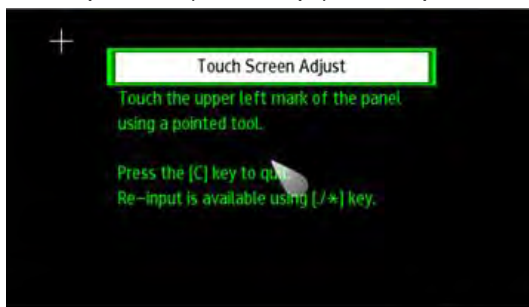 Touch Screen Adjust
Touch the upper left mark of the panel
using a pointed tool.
Press the [C] key to quit.
Re-input is available using [./*] key.